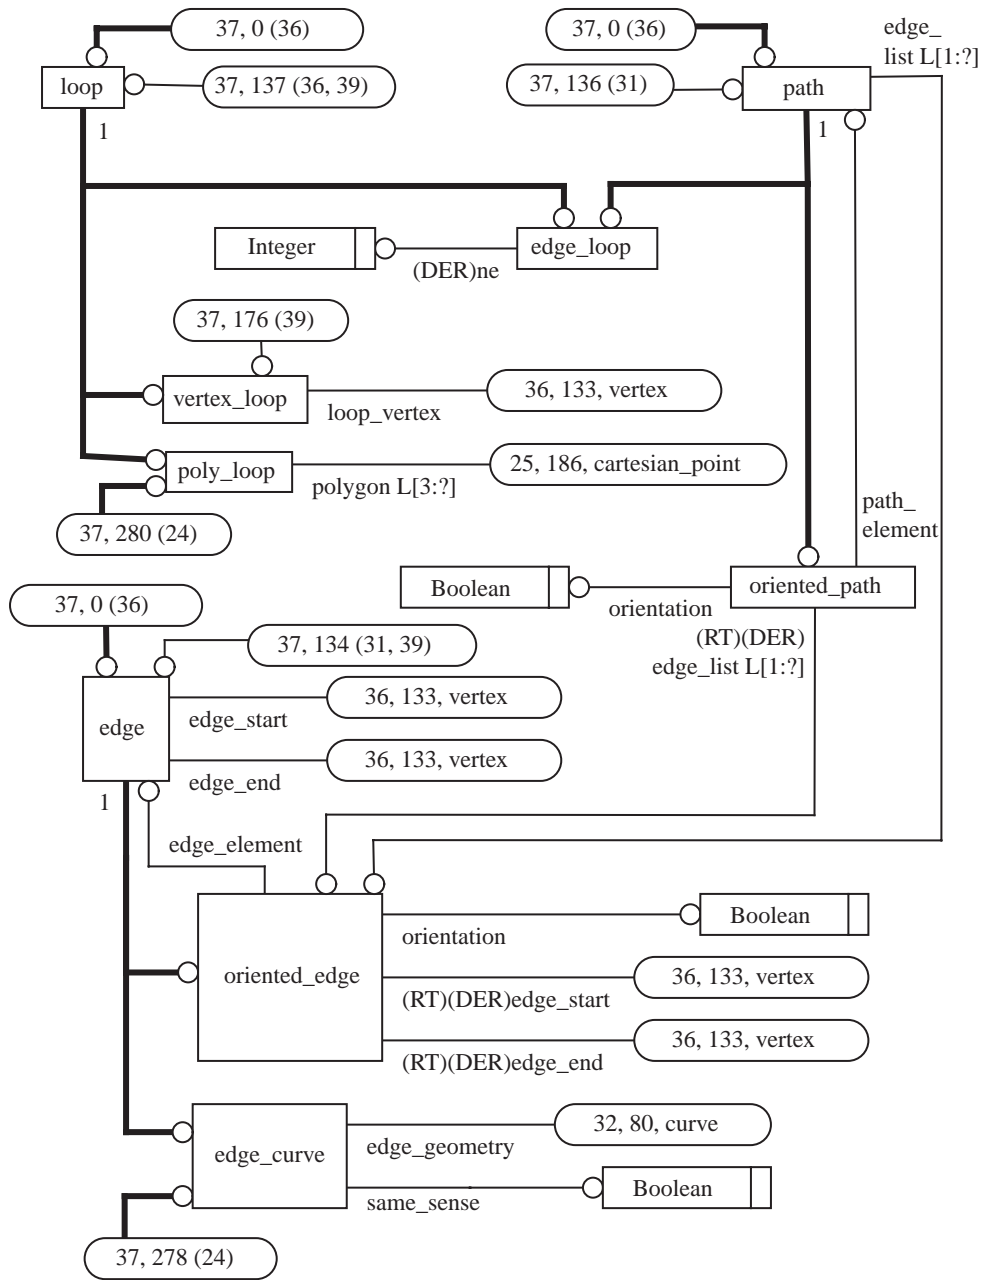 37, 0 (36)
37, 0 (36)
edge_
list L[1:?]
loop
37, 137 (36, 39)
37, 136 (31)
path
1
1
Integer
(DER)ne
edge_loop
37, 176 (39)
vertex_loop
loop_vertex
36, 133, vertex
poly_loop
polygon L[3:?]
25, 186, cartesian_point
37, 280 (24)
path_
element
Boolean
orientation
oriented_path
(RT)(DER)
edge_list L[1:?]
37, 0 (36)
37, 134 (31, 39)
edge
edge_start
36, 133, vertex
edge_end
36, 133, vertex
1
edge_element
oriented_edge
orientation
Boolean
(RT)(DER)edge_start
36, 133, vertex
(RT)(DER)edge_end
36, 133, vertex
edge_curve
edge_geometry
32, 80, curve
same_sense
Boolean
37, 278 (24)